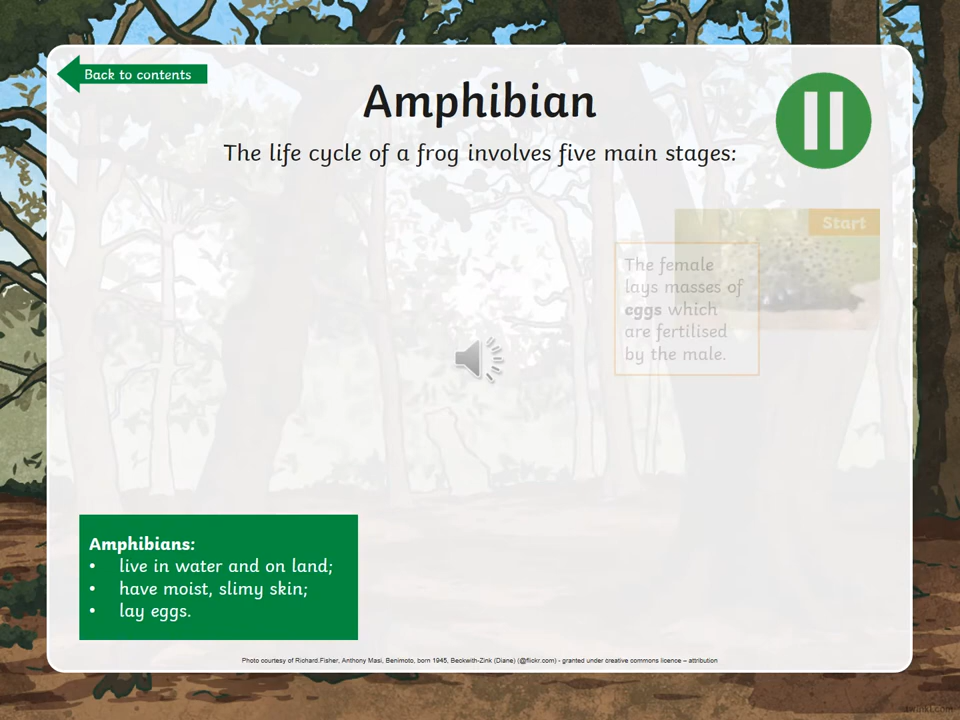 Back to contents
Amphibian
The life cycle of a frog involves five main stages:
Start
The female
lays masses of
eggs which
are fertilised
by the male.
Amphibians:
• live in water and on land;
• have moist, slimy skin;
• lay eggs.
Photo courtesy of Richard.Fisher, Anthony Masi, Benimoto, born 1945, Beckwith-Zink (Diane) (@flickr.com) - granted under creative commons licence – attribution
twinkl.com